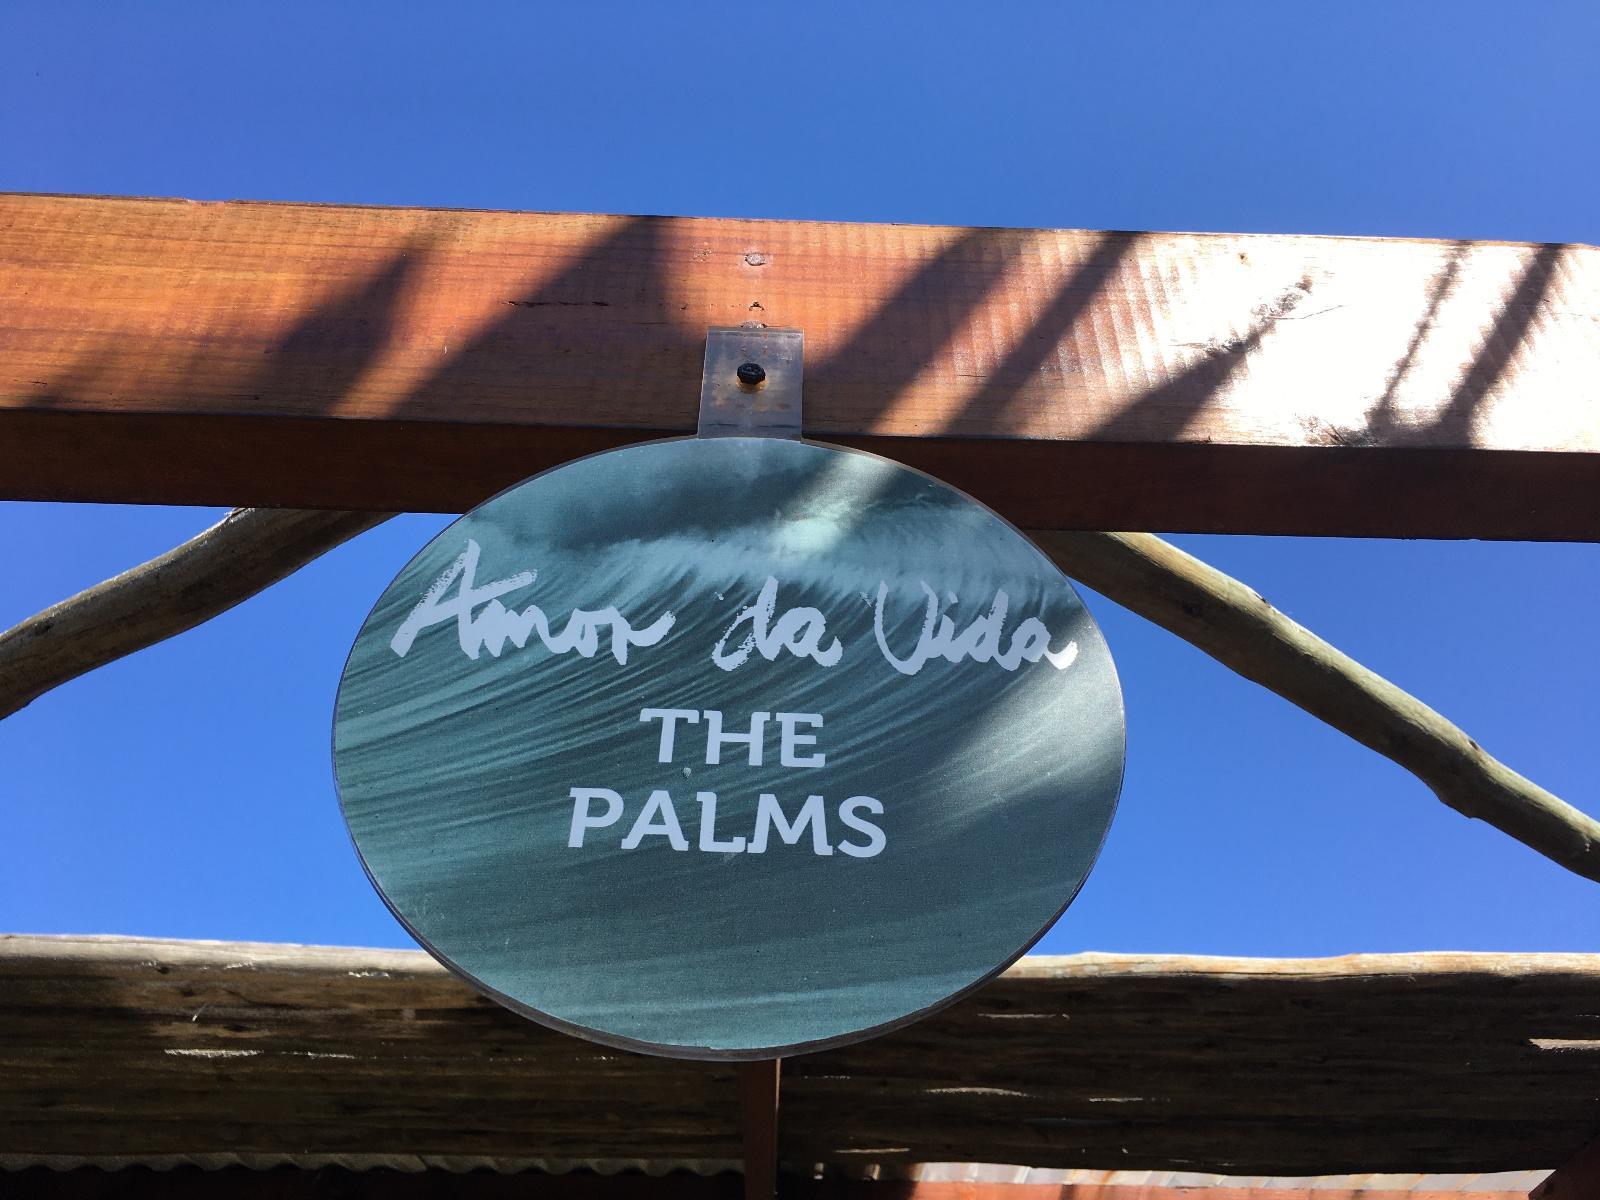 Amor da Vida
THE
PALMS